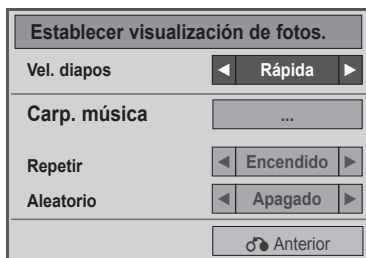 Establecer visualización de fotos.
Vel. diapos ◄ Rápida ►
Carp. música ...
Repetir ◄ Encendido ►
Aleatorio ◄ Apagado ►
Anterior